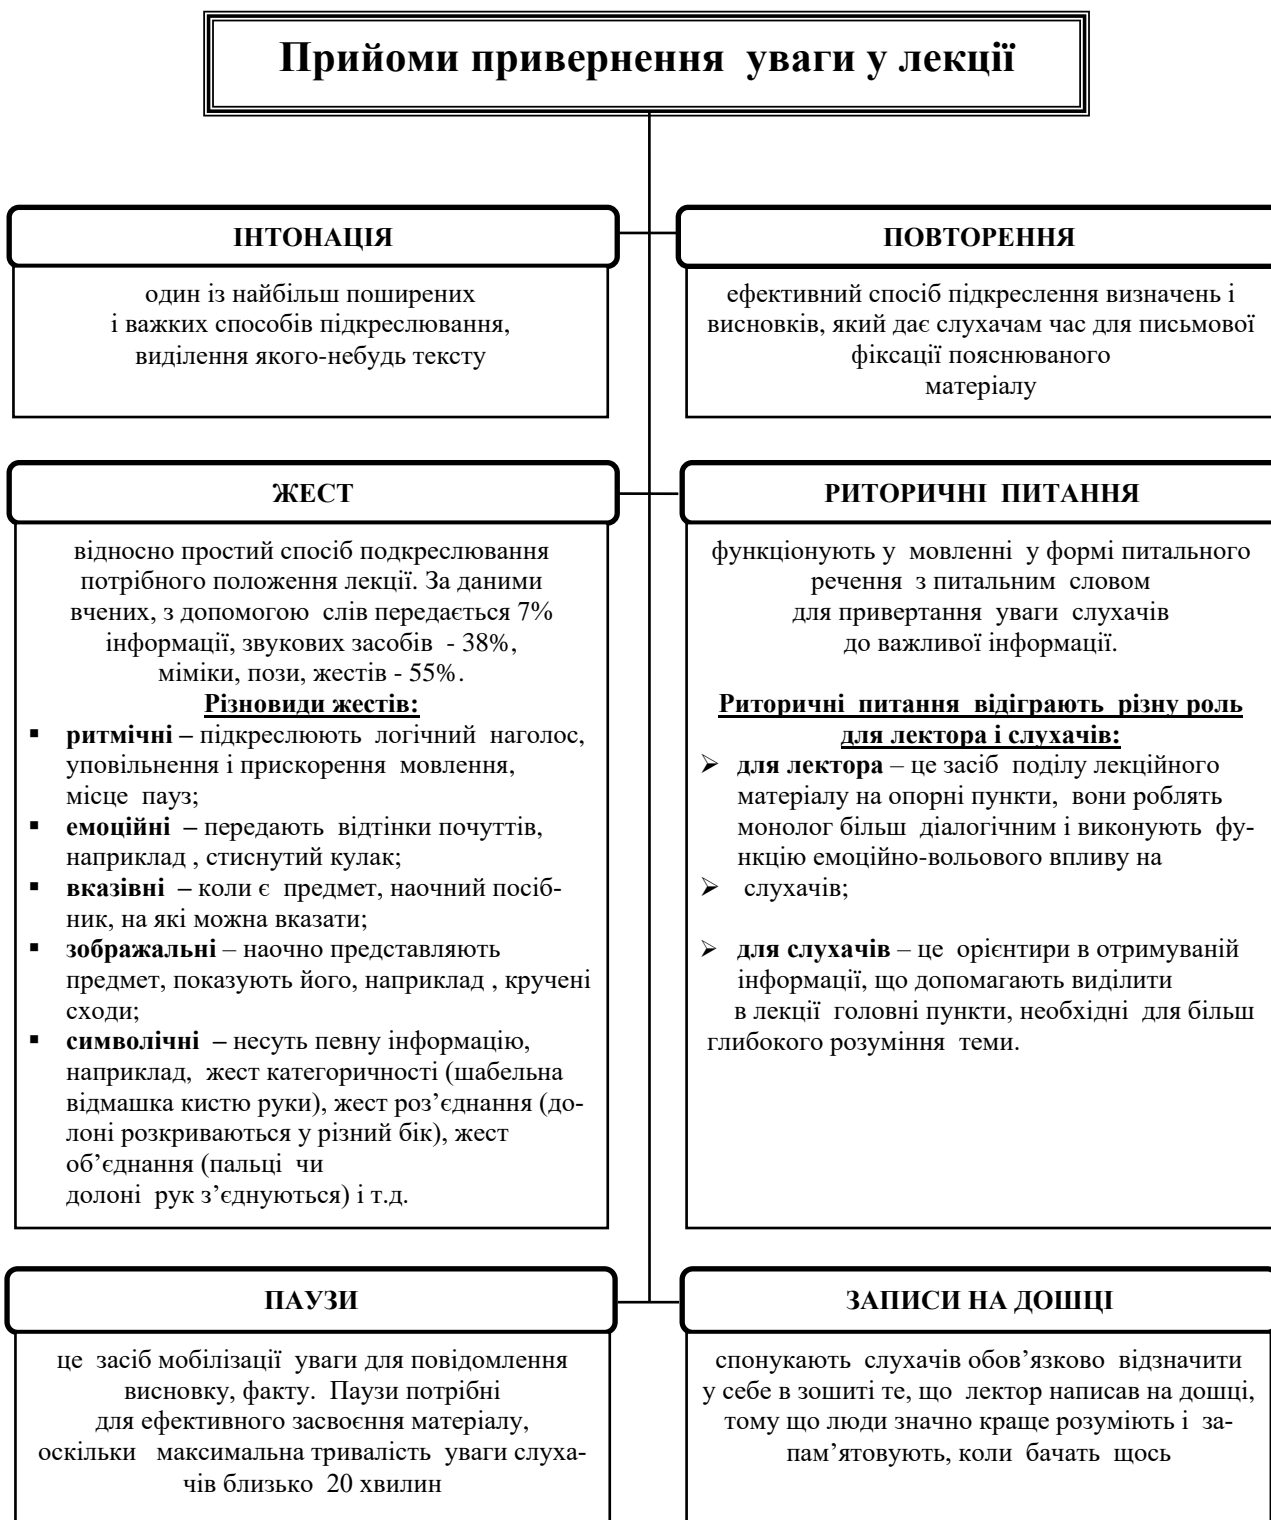 Прийоми привернення уваги у лекції
ІНТОНАЦІЯ
один із найбільш поширених
і важких способів підкреслювання,
виділення якого-небудь тексту
ПОВТОРЕННЯ
ефективний спосіб підкреслення визначень і
висновків, який дає слухачам час для письмової
фіксації пояснюваного
матеріалу
ЖЕСТ
відносно простий спосіб подкреслювання
потрібного положення лекції. За даними
вчених, з допомогою слів передається 7%
інформації, звукових засобів - 38%,
міміки, пози, жестів - 55%.
Різновиди жестів:
▪ ритмічні – підкреслюють логічний наголос,
уповільнення і прискорення мовлення,
місце пауз;
▪ емоційні – передають відтінки почуттів,
наприклад , стиснутий кулак;
▪ вказівні – коли є предмет, наочний посіб-
ник, на які можна вказати;
▪ зображальні – наочно представляють
предмет, показують його, наприклад , кручені
сходи;
▪ символічні – несуть певну інформацію,
наприклад, жест категоричності (шабельна
відмашка кистю руки), жест роз’єднання (до-
лоні розкриваються у різний бік), жест
об’єднання (пальці чи
долоні рук з’єднуються) і т.д.
РИТОРИЧНІ ПИТАННЯ
функціонують у мовленні у формі питального
речення з питальним словом
для привертання уваги слухачів
до важливої інформації.
Риторичні питання відіграють різну роль
для лектора і слухачів:
➢ для лектора – це засіб поділу лекційного
матеріалу на опорні пункти, вони роблять
монолог більш діалогічним і виконують фу-
нкцію емоційно-вольового впливу на
➢ слухачів;
➢ для слухачів – це орієнтири в отримуваній
інформації, що допомагають виділити
в лекції головні пункти, необхідні для більш
глибокого розуміння теми.
ПАУЗИ
це засіб мобілізації уваги для повідомлення
висновку, факту. Паузи потрібні
для ефективного засвоєння матеріалу,
оскільки максимальна тривалість уваги слуха-
чів близько 20 хвилин
ЗАПИСИ НА ДОШЦІ
спонукають слухачів обов’язково відзначити
у себе в зошиті те, що лектор написав на дошці,
тому що люди значно краще розуміють і за-
пам’ятовують, коли бачать щось